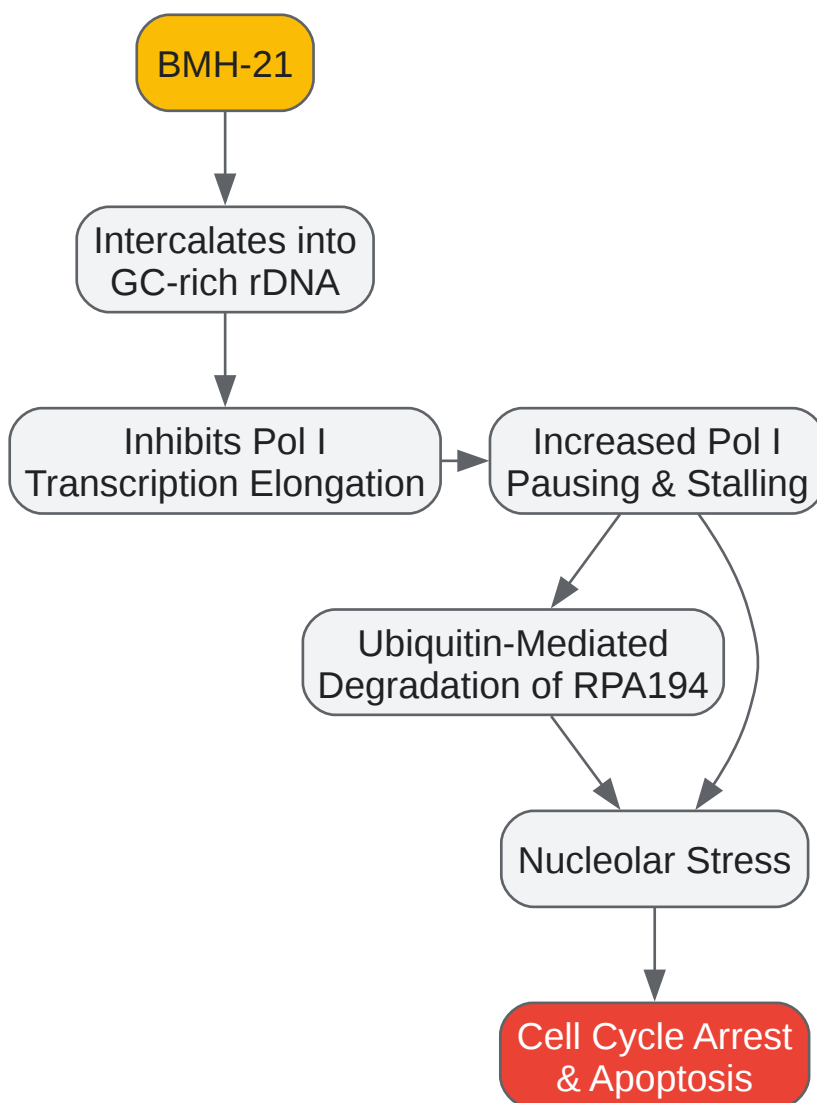 BMH-21
Intercalates into
GC-rich rDNA
Inhibits Pol I
Transcription Elongation
Increased Pol I
Pausing & Stalling
Ubiquitin-Mediated
Degradation of RPA194
Nucleolar Stress
Cell Cycle Arrest
& Apoptosis